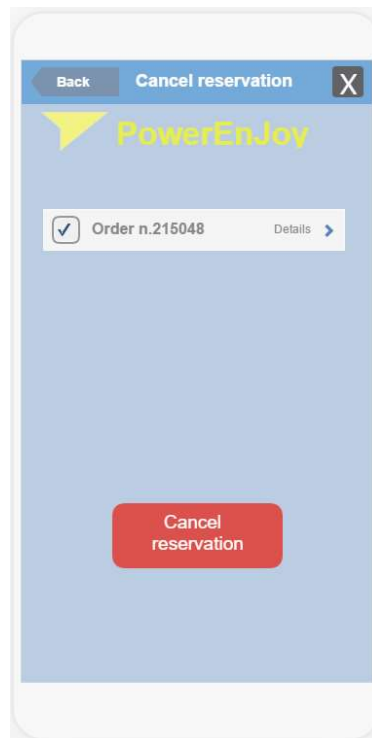 Back Cancel reservation X
PowerEnJoy
Order n.215048 Details
Cancel
reservation